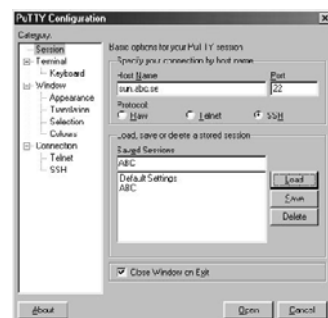 PuTTY Configuration
Category:
Session
Terminal
Keyboard
Window
Appearance
Translation
Selection
Colours
Connection
Telnet
SSH
Basic options for your PuTTY session
Specify your connection by host name
Host Name
Port
sun.abc.se
22
Protocol:
Raw
Telnet
SSH
Load, save or delete a stored session
Saved Sessions
ABC
Default Settings
ABC
Load
Save
Delete
Close Window on Exit
About
Open
Cancel